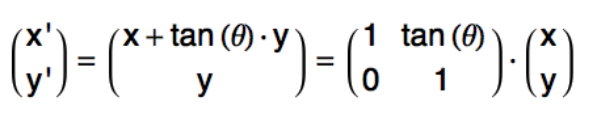 (x' y') = (x + tan (θ) · y y) = (1 tan (θ) 0 1) · (x y)